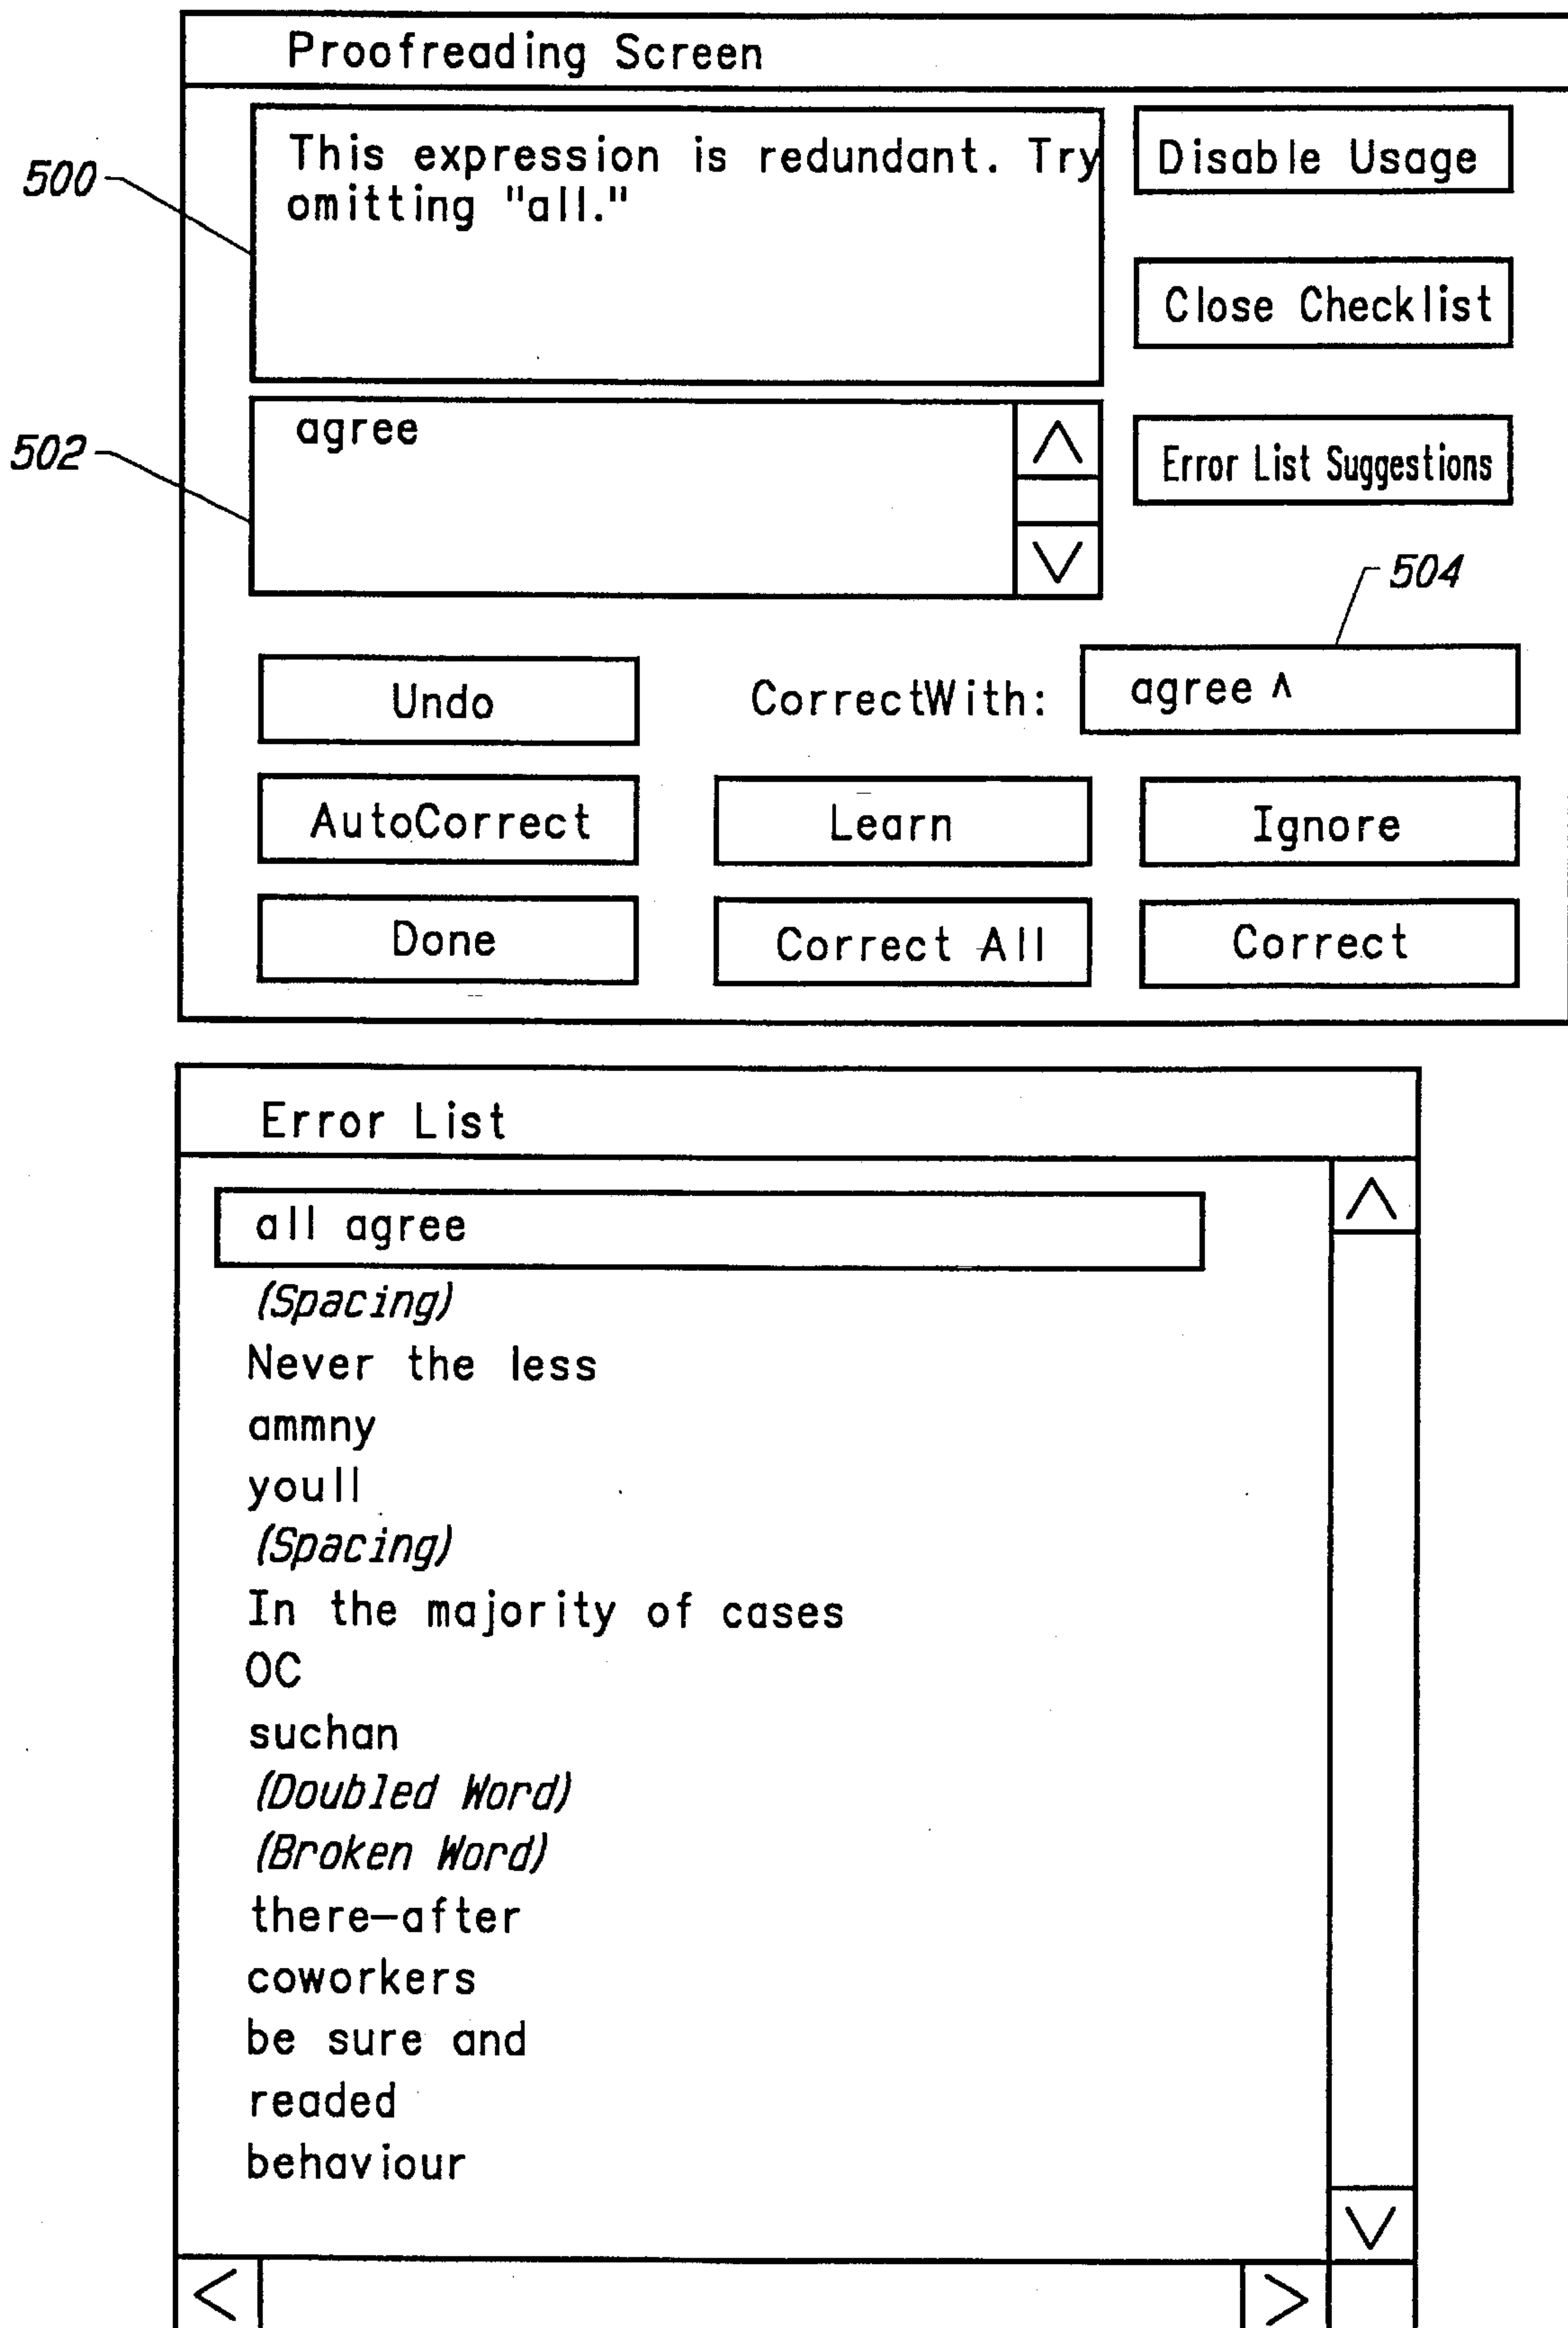 Proofreading Screen
500
This expression is redundant. Try
omitting "all."
Disable Usage
Close Checklist
502
agree
Error List Suggestions
504
Undo
CorrectWith:
agree ^
AutoCorrect
Learn
Ignore
Done
Correct All
Correct
Error List
all agree
(Spacing)
Never the less
ammny
youll
(Spacing)
In the majority of cases
OC
suchan
(Doubled Word)
(Broken Word)
there-after
coworkers
be sure and
readed
behaviour